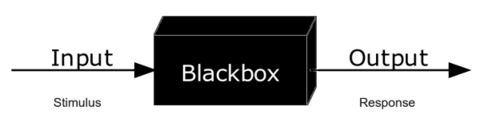 Input
Blackbox
Output
Stimulus
Response